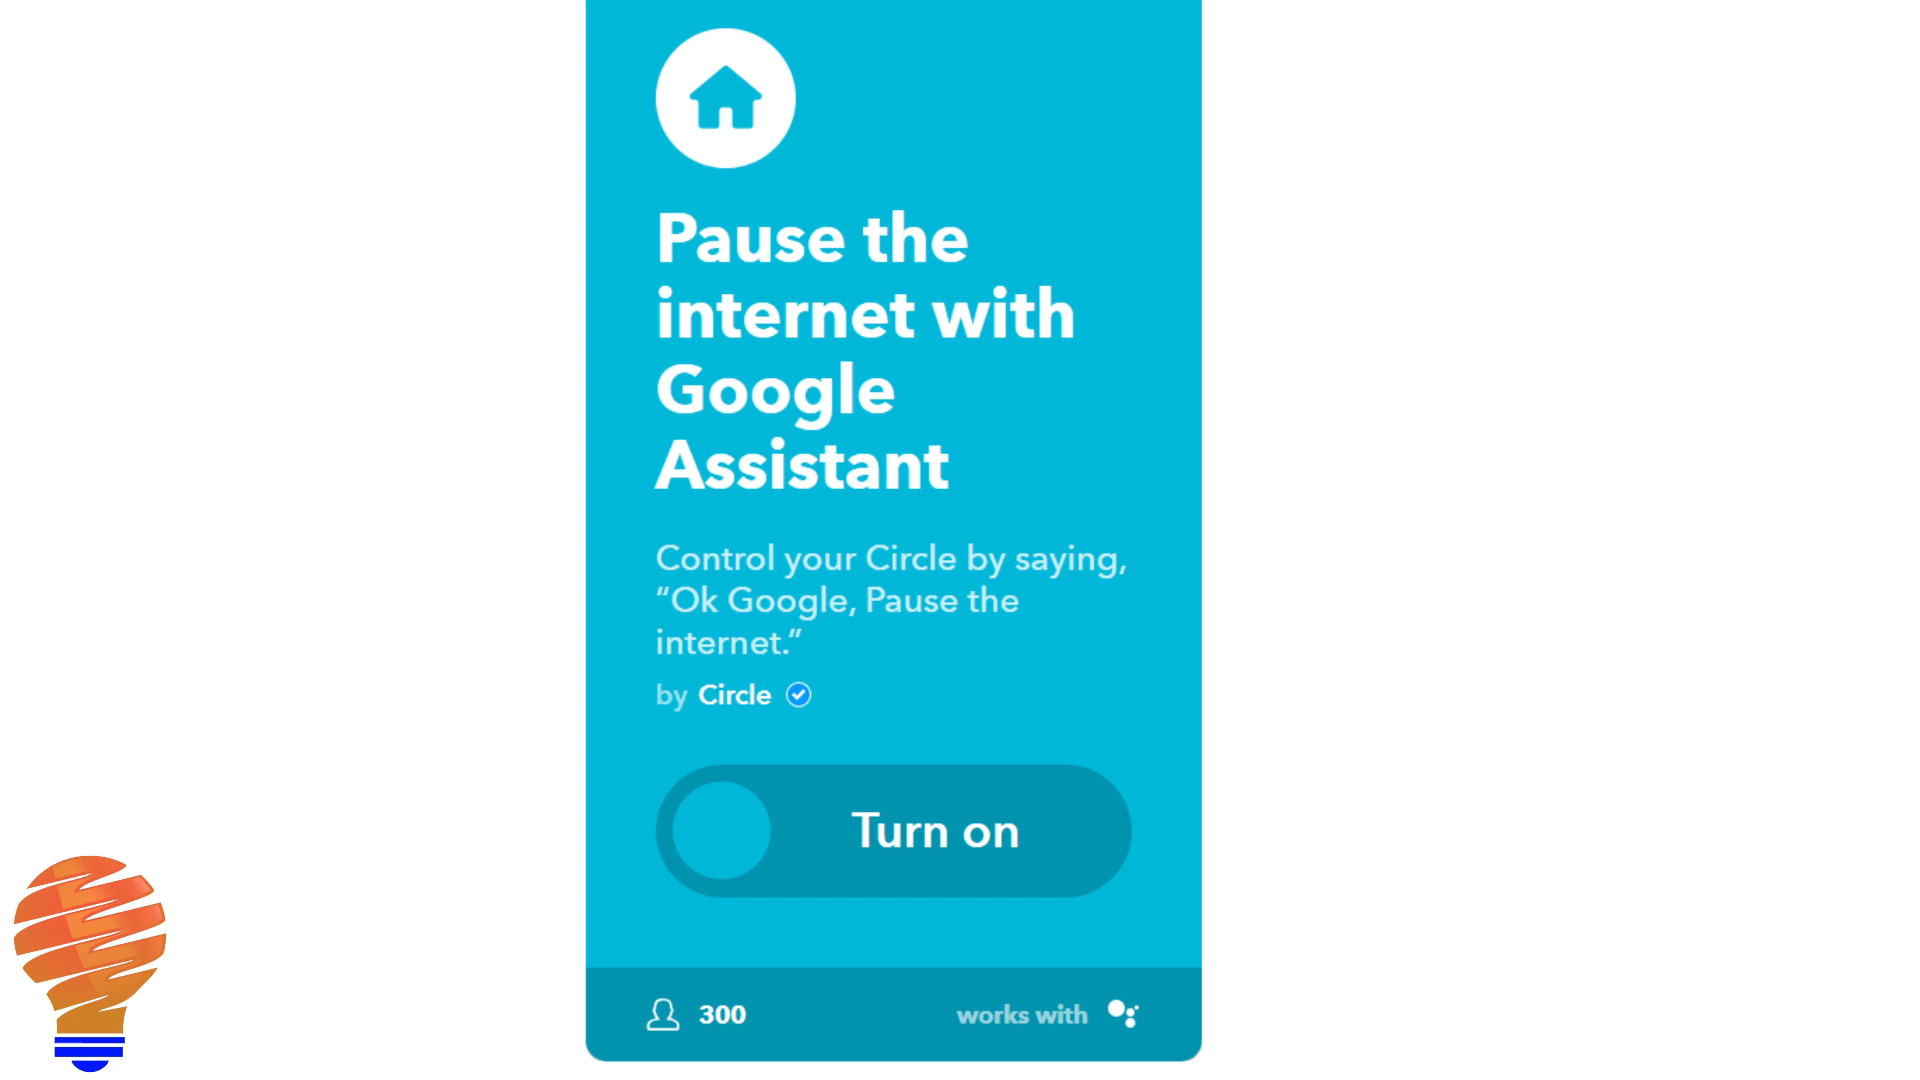 Pause the
internet with
Google
Assistant
Control your Circle by saying,
“Ok Google, Pause the
internet.”
by Circle
Turn on
300
works with